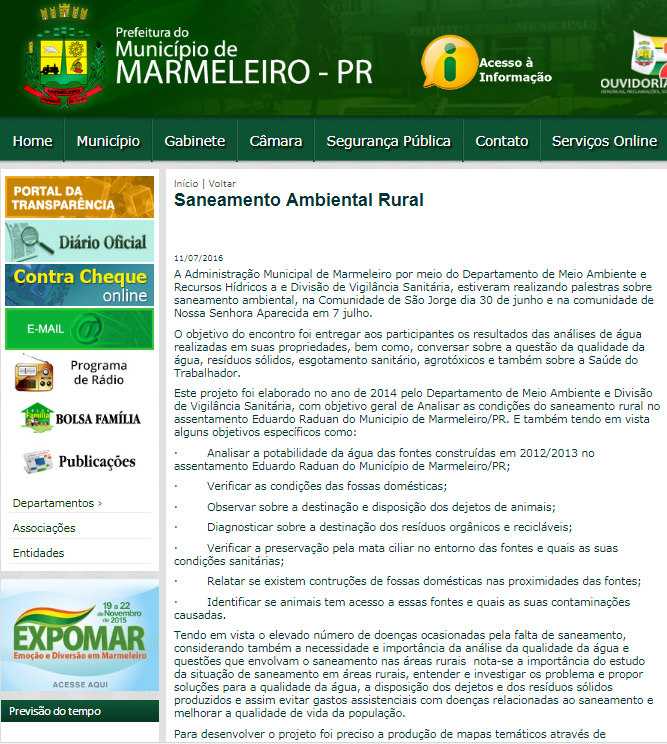 Prefeitura do
Município de
MARMELEIRO - PR
Acesso à
Informação
OUVIDORIA
Home
Município
Gabinete
Câmara
Segurança Pública
Contato
Serviços Online
PORTAL DA
TRANSPARÊNCIA
Diário Oficial
Contra Cheque
online
E-MAIL
Programa
de Rádio
BOLSA FAMÍLIA
Publicações
Departamentos ›
Associações
Entidades
19 a 22
de Novembro
de 2015
EXPOMAR
Emoção e Diversão em Marmeleiro
ACESSE AQUI
Previsão do tempo
Início | Voltar
Saneamento Ambiental Rural
11/07/2016
A Administração Municipal de Marmeleiro por meio do Departamento de Meio Ambiente e
Recursos Hídricos a e Divisão de Vigilância Sanitária, estiveram realizando palestras sobre
saneamento ambiental, na Comunidade de São Jorge dia 30 de junho e na comunidade de
Nossa Senhora Aparecida em 7 julho.
O objetivo do encontro foi entregar aos participantes os resultados das análises de água
realizadas em suas propriedades, bem como, conversar sobre a questão da qualidade da
água, resíduos sólidos, esgotamento sanitário, agrotóxicos e também sobre a Saúde do
Trabalhador.
Este projeto foi elaborado no ano de 2014 pelo Departamento de Meio Ambiente e Divisão
de Vigilância Sanitária, com objetivo geral de Analisar as condições do saneamento rural no
assentamento Eduardo Raduan do Municipio de Marmeleiro/PR. E também tendo em vista
alguns objetivos específicos como:
· Analisar a potabilidade da água das fontes construídas em 2012/2013 no
assentamento Eduardo Raduan do Município de Marmeleiro/PR;
· Verificar as condições das fossas domésticas;
· Observar sobre a destinação e disposição dos dejetos de animais;
· Diagnosticar sobre a destinação dos resíduos orgânicos e recicláveis;
· Verificar a preservação pela mata ciliar no entorno das fontes e quais as suas
condições sanitárias;
· Relatar se existem contruções de fossas domésticas nas proximidades das fontes;
· Identificar se animais tem acesso a essas fontes e quais as suas contaminações
causadas.
Tendo em vista o elevado número de doenças ocasionadas pela falta de saneamento,
considerando também a necessidade e importância da análise da qualidade da água e
questões que envolvam o saneamento nas áreas rurais nota-se a importância do estudo
da situação de saneamento em áreas rurais, entender e investigar os problema e propor
soluções para a qualidade da água, a disposição dos dejetos e dos resíduos sólidos
produzidos e assim evitar gastos assistenciais com doenças relacionadas ao saneamento e
melhorar a qualidade de vida da população.
Para desenvolver o projeto foi preciso a produção de mapas temáticos através de